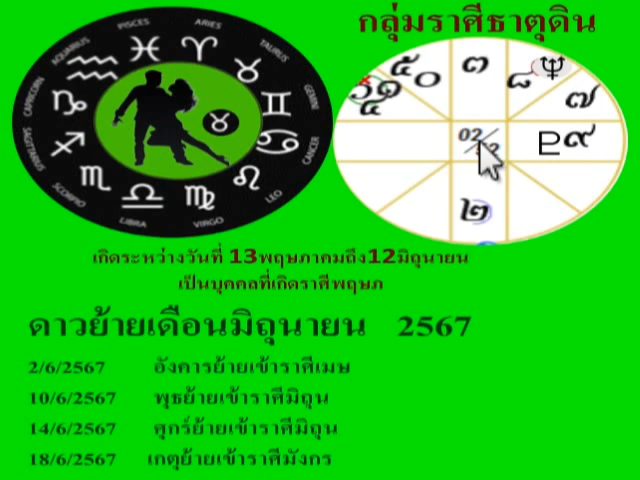 กลุ่มราศีธาตุดิน
PISCES
ARIES
AQUARIUS
TAURUS
CAPRICORN
GEMINI
SAGITTARIUS
CANCER
SCORPIO
LEO
LIBRA
VIRGO
๕
๐
๓
๘
๑
๔
๗
๙
๒
เกิดระหว่างวันที่ 13พฤษภาคมถึง12มิถุนายน
เป็นบุคคลที่เกิดราศีพฤษภ
ดาวย้ายเดือนมิถุนายน 2567
2/6/2567 อังคารย้ายเข้าราศีเมษ
10/6/2567 พุธย้ายเข้าราศีมิถุน
14/6/2567 ศุกร์ย้ายเข้าราศีมิถุน
18/6/2567 เกตุย้ายเข้าราศีมังกร